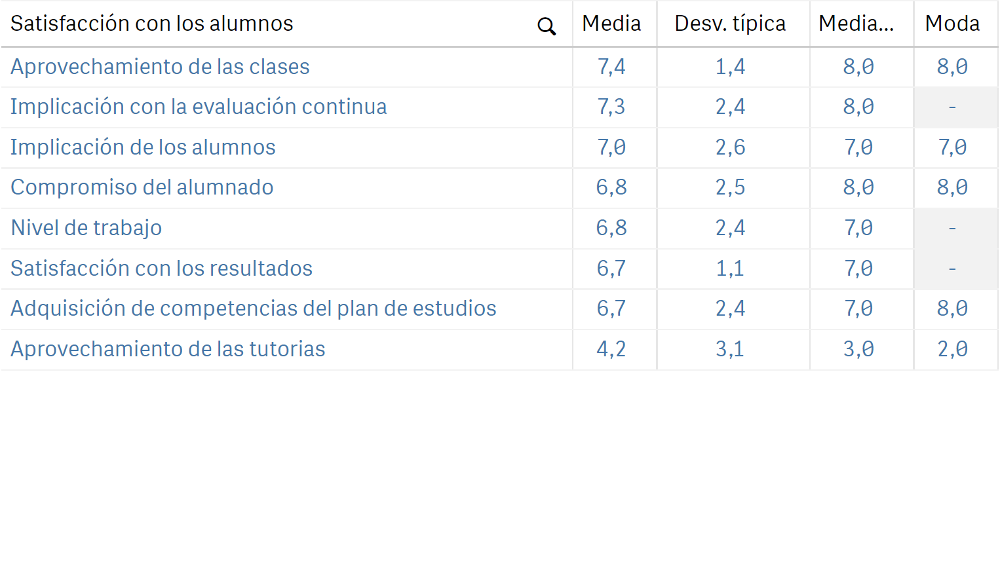 Satisfacción con los alumnos Media Desv. típica Media... Moda
Aprovechamiento de las clases 7,4 1,4 8,0 8,0
Implicación con la evaluación continua 7,3 2,4 8,0 -
Implicación de los alumnos 7,0 2,6 7,0 7,0
Compromiso del alumnado 6,8 2,5 8,0 8,0
Nivel de trabajo 6,8 2,4 7,0 -
Satisfacción con los resultados 6,7 1,1 7,0 -
Adquisición de competencias del plan de estudios 6,7 2,4 7,0 8,0
Aprovechamiento de las tutorias 4,2 3,1 3,0 2,0